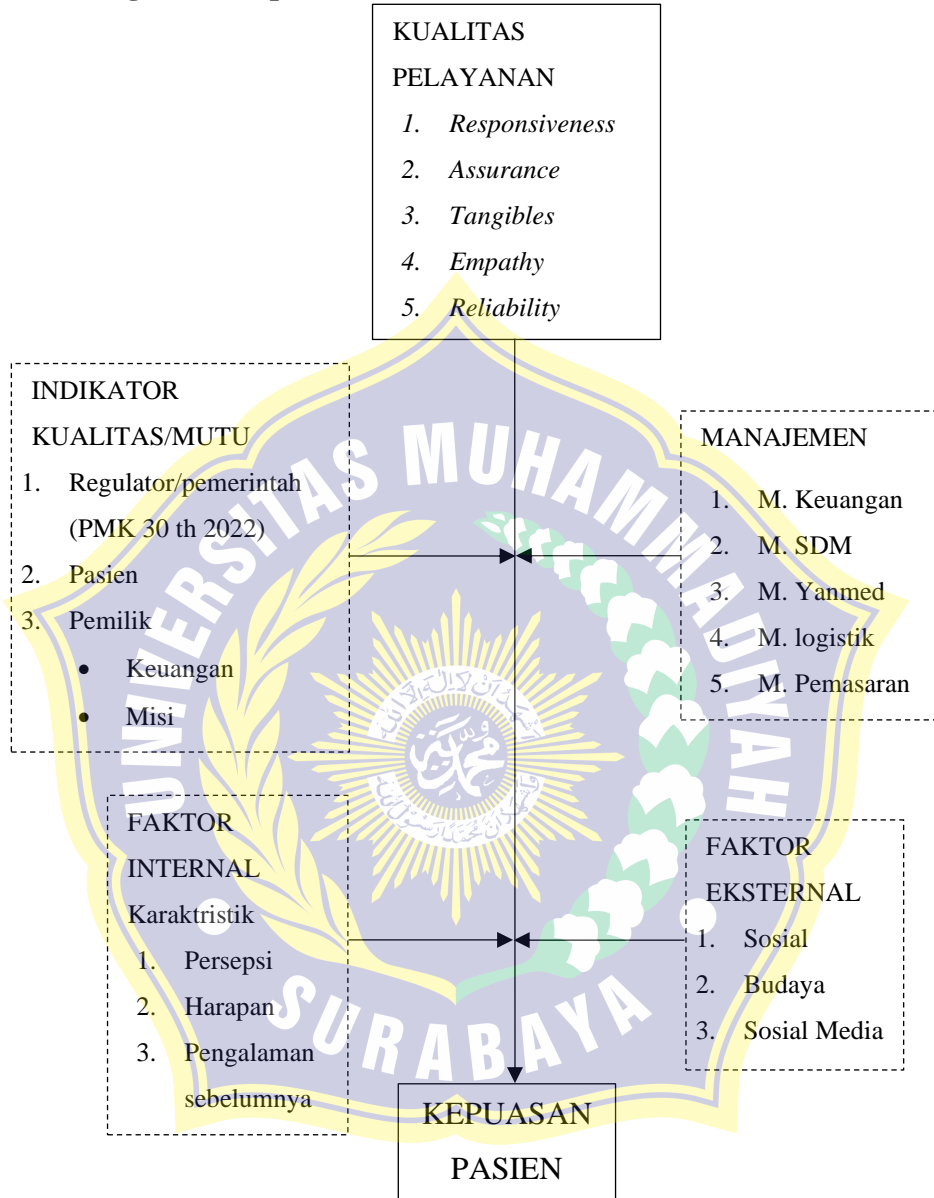 KUALITAS
PELAYANAN
1. Responsiveness
2. Assurance
3. Tangibles
4. Empathy
5. Reliability
INDIKATOR
KUALITAS/MUTU
1. Regulator/pemerintah
(PMK 30 th 2022)
2. Pasien
3. Pemilik
• Keuangan
• Misi
MANAJEMEN
1. M. Keuangan
2. M. SDM
3. M. Yanmed
4. M. logistik
5. M. Pemasaran
FAKTOR
INTERNAL
Karaktristik
1. Persepsi
2. Harapan
3. Pengalaman
sebelumnya
FAKTOR
EKSTERNAL
1. Sosial
2. Budaya
3. Sosial Media
KEPUASAN
PASIEN
UNIVERSITAS MUHAMMADIYAH
SURABAYA